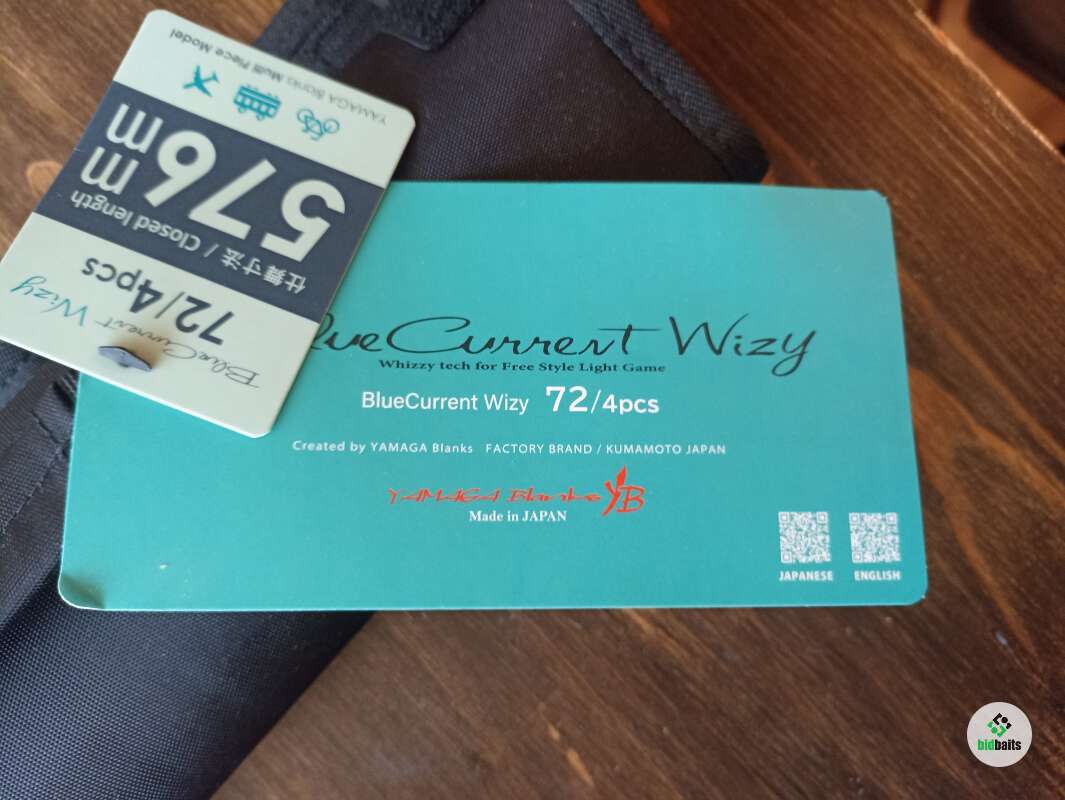 YAMAGA Blanks Multi Piece Model
576mm
仕舞寸法 / Closed length
72/4pcs
BlueCurrent Wizy
BlueCurrent Wizy
Whizzy tech for Free Style Light Game
BlueCurrent Wizy 72/4pcs
Created by YAMAGA Blanks FACTORY BRAND / KUMAMOTO JAPAN
YAMAGA Blanks YB
Made in JAPAN
JAPANESE ENGLISH
bidbaits